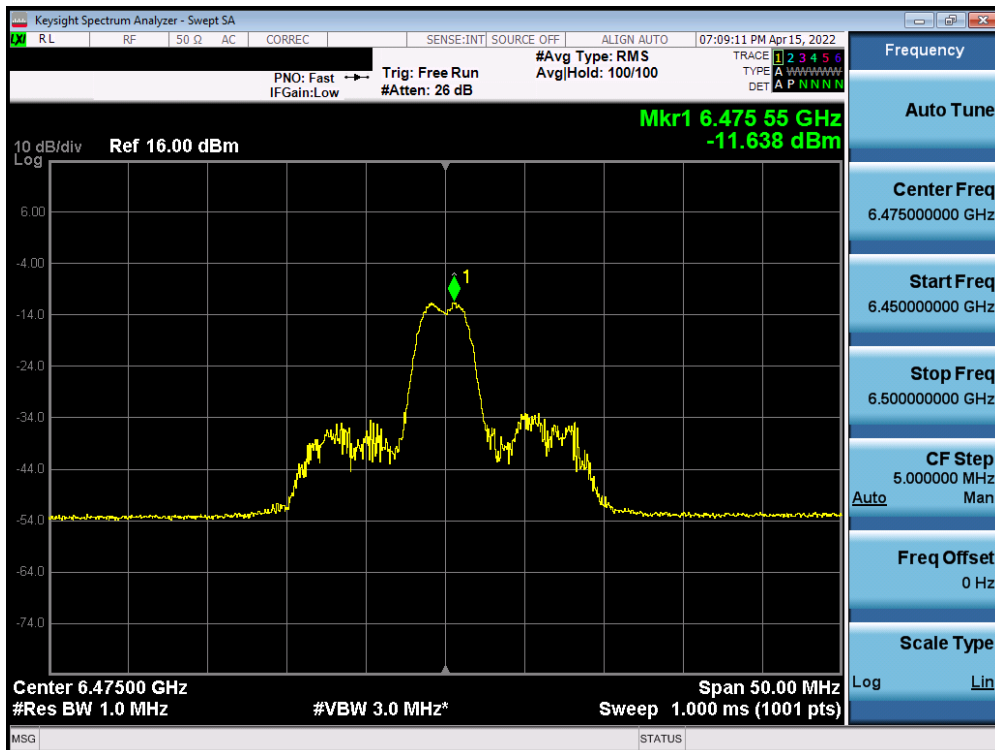 Keysight Spectrum Analyzer - Swept SA
LXI RL RF 50 Ω AC CORREC SENSE:INT SOURCE OFF ALIGN AUTO 07:09:11 PM Apr 15, 2022
PNO: Fast Trig: Free Run #Avg Type: RMS TRACE 1 2 3 4 5 6
IFGain:Low #Atten: 26 dB Avg|Hold: 100/100 TYPE A WWWWW
DET A P N N N N
Mkr1 6.475 55 GHz
-11.638 dBm
10 dB/div Ref 16.00 dBm
Log
1
6.00
-4.00
-14.0
-24.0
-34.0
-44.0
-54.0
-64.0
-74.0
Center 6.47500 GHz Span 50.00 MHz
#Res BW 1.0 MHz #VBW 3.0 MHz* Sweep 1.000 ms (1001 pts)
MSG STATUS
Frequency
Auto Tune
Center Freq
6.475000000 GHz
Start Freq
6.450000000 GHz
Stop Freq
6.500000000 GHz
CF Step
5.000000 MHz
Auto Man
Freq Offset
0 Hz
Scale Type
Log Lin